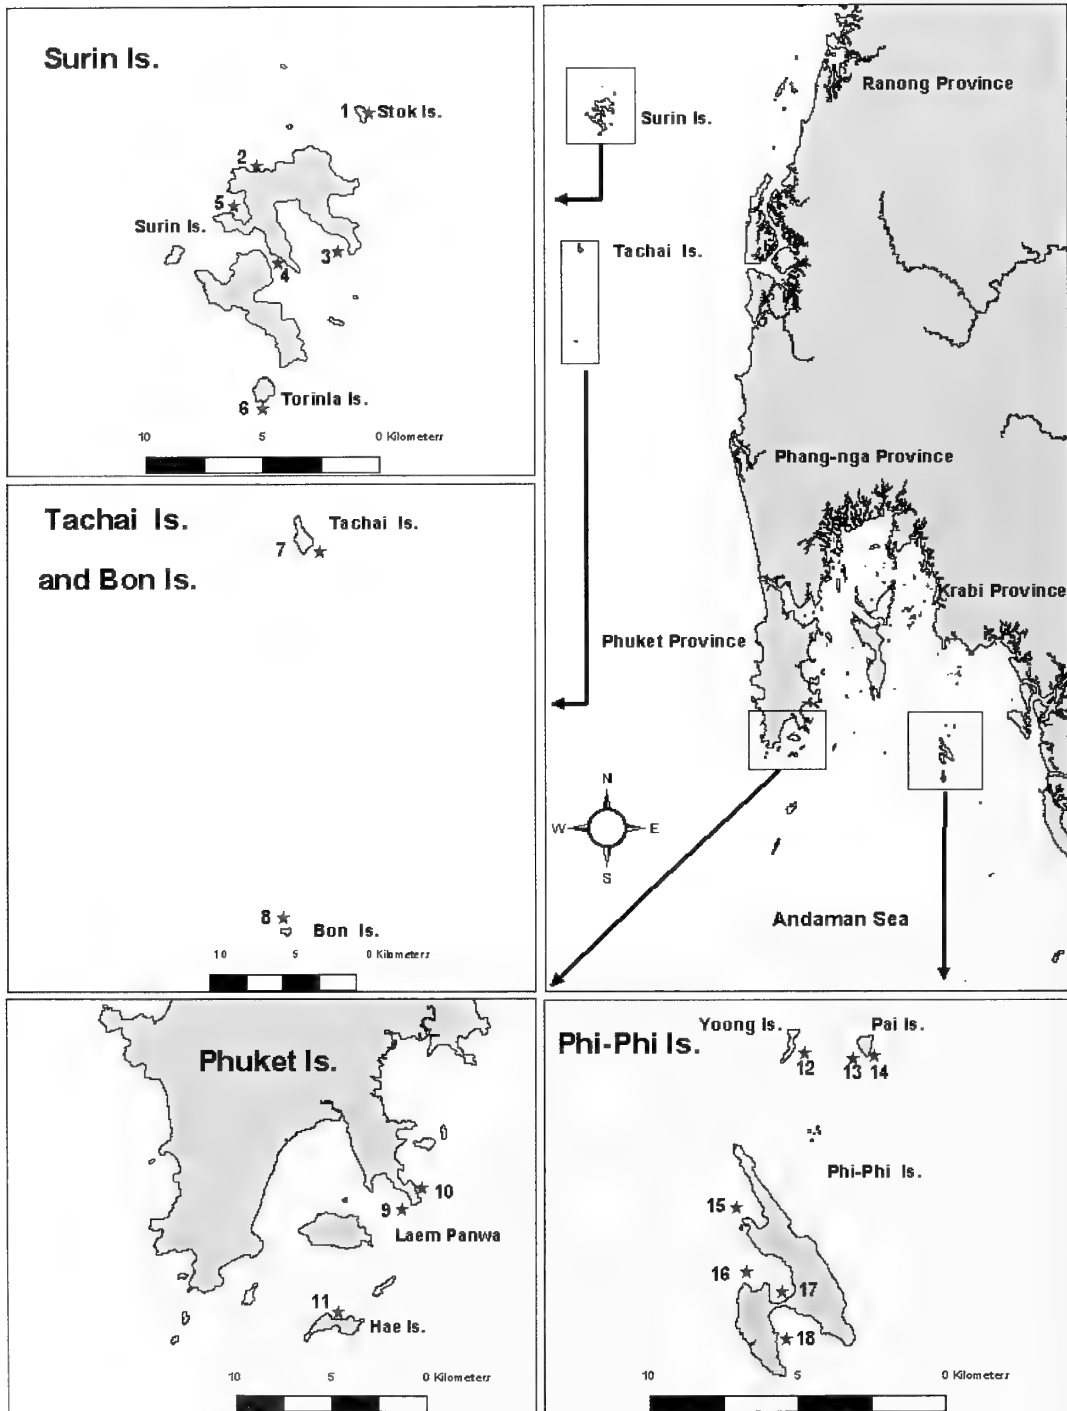 Surin Is.
1 Stok Is.
2
5
Surin Is.
3
4
6 Torinla Is.
10 5 0 Kilometers
Tachai Is.
and Bon Is.
Tachai Is.
7
8
Bon Is.
10 5 0 Kilometers
Ranong Province
Surin Is.
Tachai Is.
Phang-nga Province
Krabi Province
Phuket Province
N
W E
S
Andaman Sea
Phuket Is.
10
9
Laem Panwa
11
Hae Is.
10 5 0 Kilometers
Phi-Phi Is.
Yoong Is. Pai Is.
12 13 14
Phi-Phi Is.
15
16
17
18
10 5 0 Kilometers